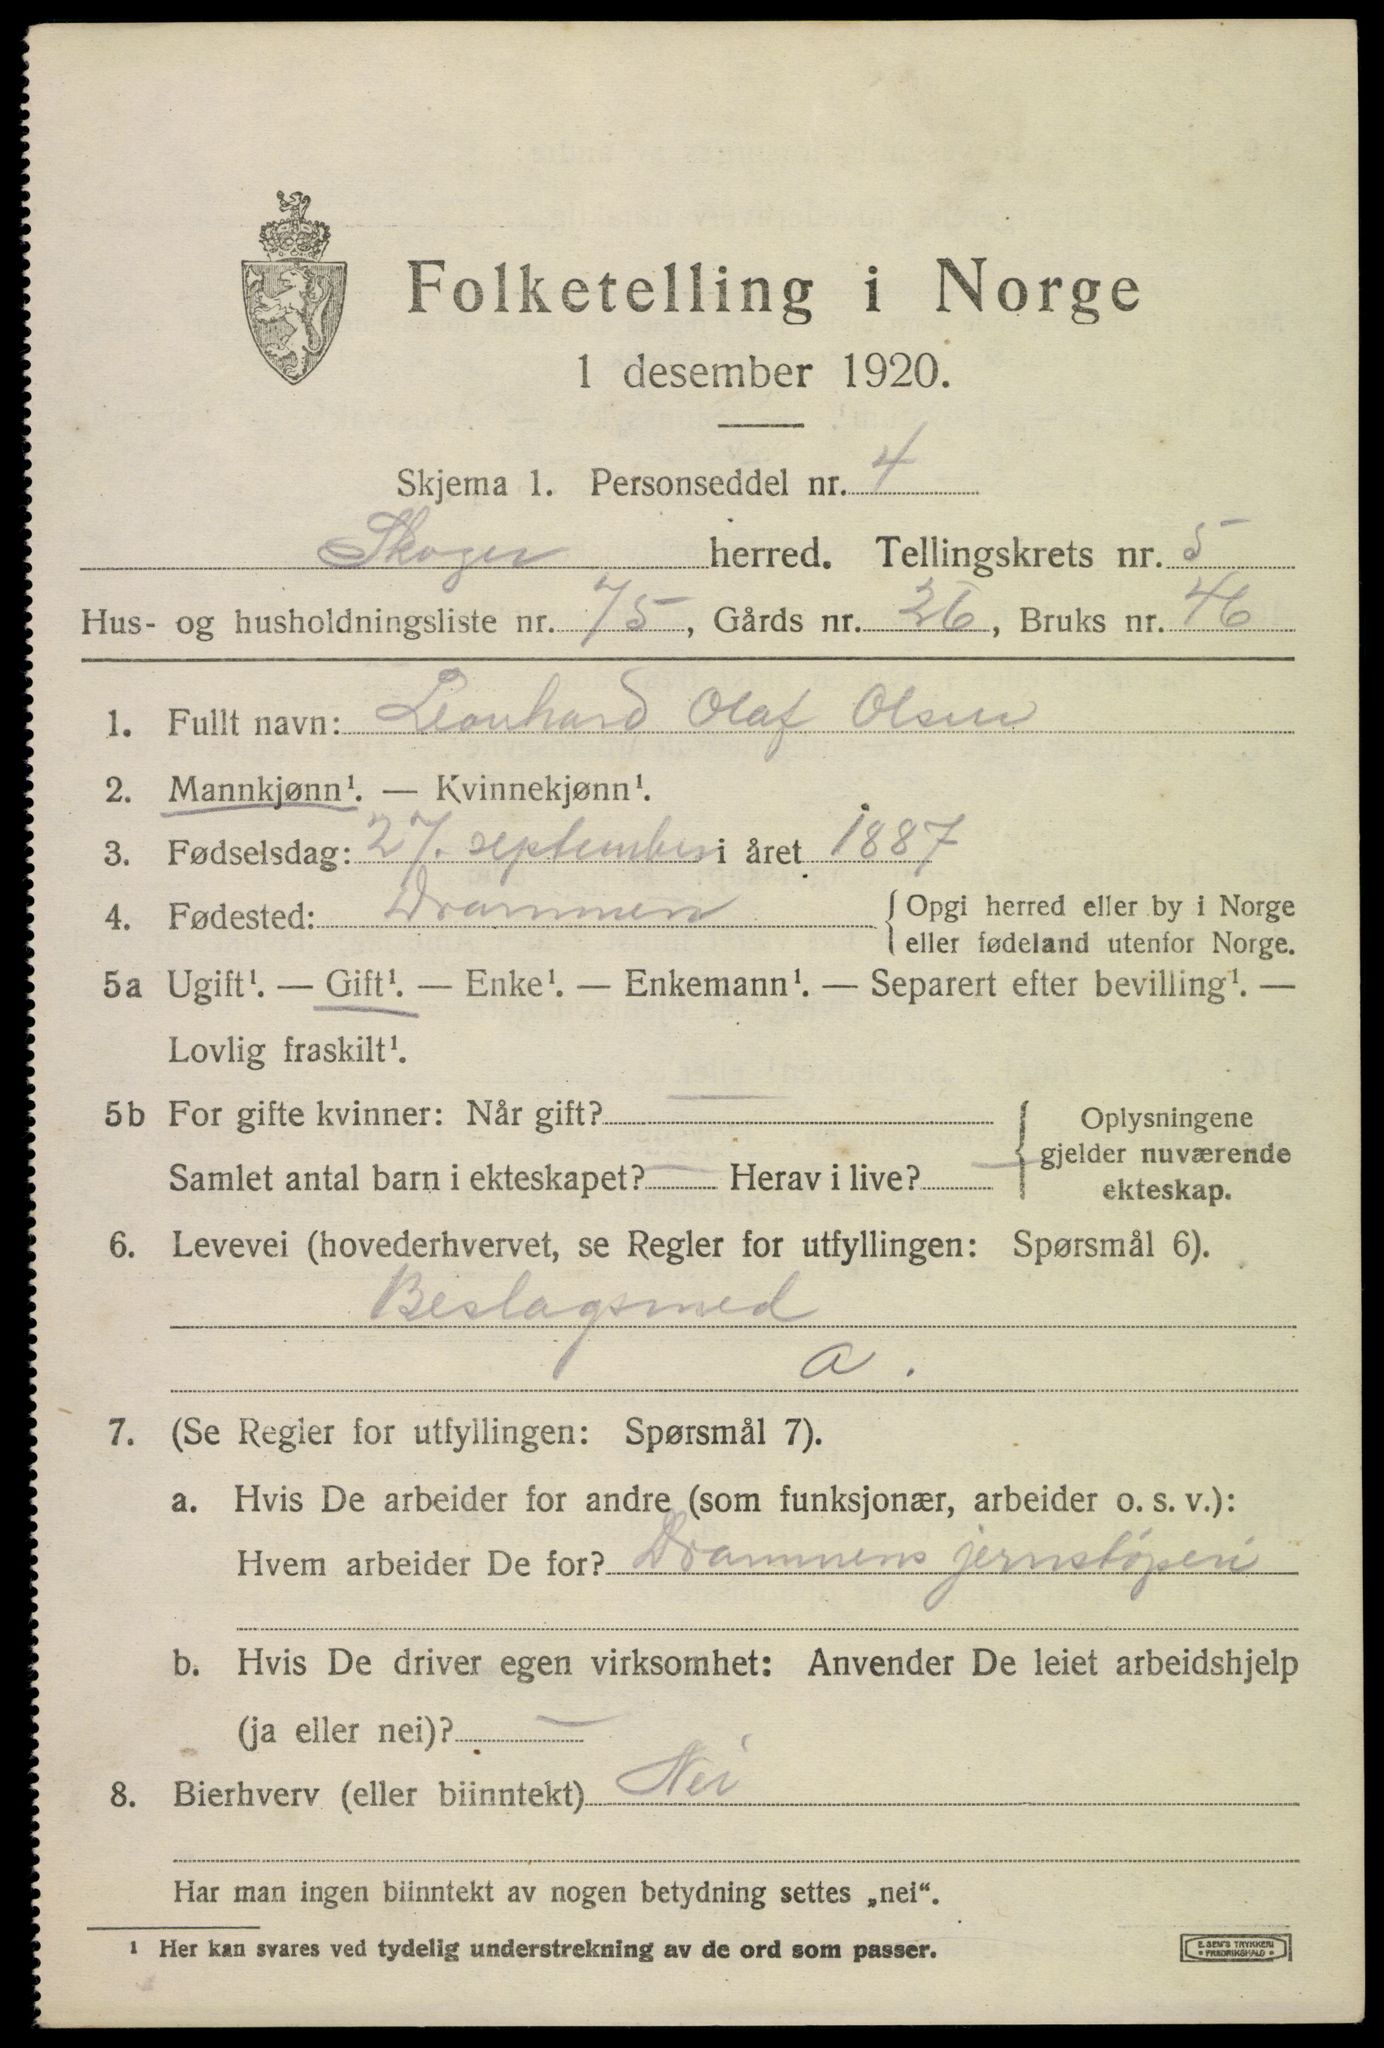 Folketelling i Norge
1 desember 1920.
Skjema 1. Personseddel nr. 4
Skoger herred. Tellingskrets nr. 5
Hus- og husholdningsliste nr. 75, Gårds nr. 26, Bruks nr. 46
1. Fullt navn: Leonhard Olaf Olsen
2. Mannkjønn¹. — Kvinnekjønn¹.
3. Fødselsdag: 27. september i året 1887
4. Fødested: Drammen { Opgi herred eller by i Norge
eller fødeland utenfor Norge.
5a Ugift¹. — Gift¹. — Enke¹. — Enkemann¹. — Separert efter bevilling¹. —
Lovlig fraskilt¹.
5b For gifte kvinner: Når gift? — { Oplysningene
gjelder nuværende
ekteskap.
Samlet antal barn i ekteskapet? — Herav i live? —
6. Levevei (hovederhvervet, se Regler for utfyllingen: Spørsmål 6).
Beslagsmed
a.
7. (Se Regler for utfyllingen: Spørsmål 7).
a. Hvis De arbeider for andre (som funksjonær, arbeider o. s. v.):
Hvem arbeider De for? Drammens jernstøperi
b. Hvis De driver egen virksomhet: Anvender De leiet arbeidshjelp
(ja eller nei)? —
8. Bierhverv (eller biinntekt) Nei
Har man ingen biinntekt av nogen betydning settes „nei“.
¹ Her kan svares ved tydelig understrekning av de ord som passer.
E. SEM'S TRYKKERI
• FREDRIKSHALD •